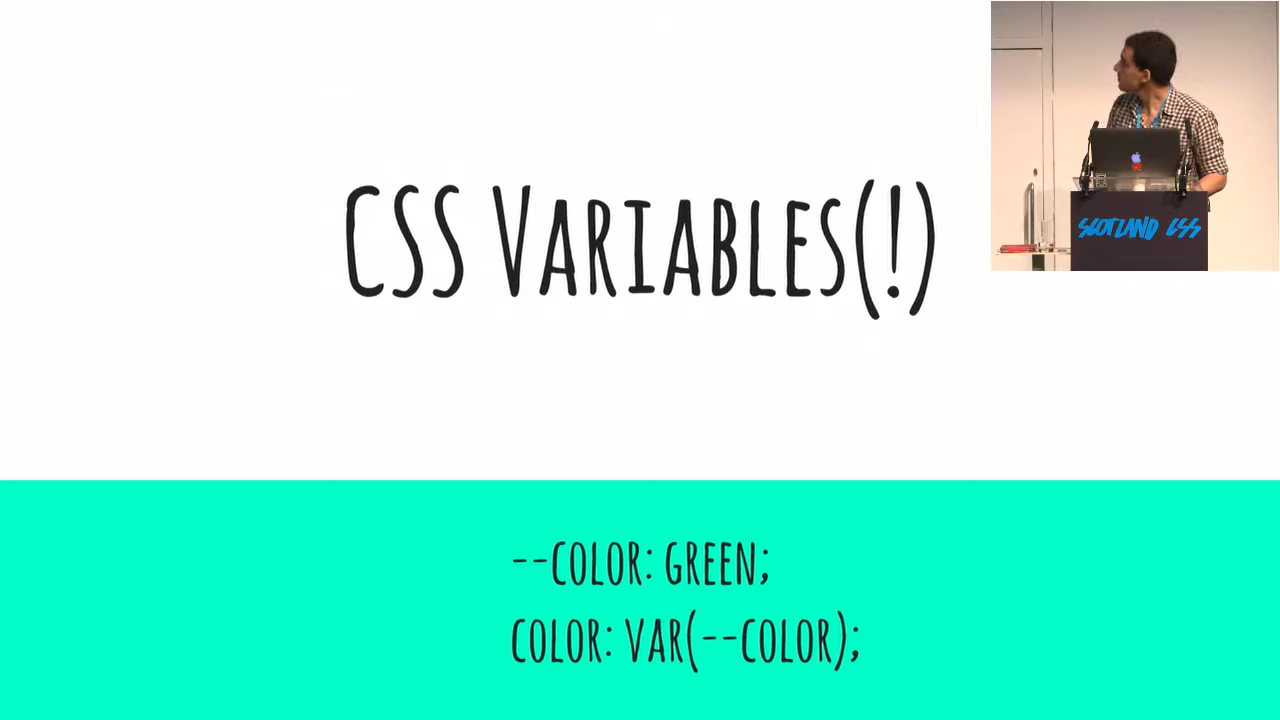 CSS VARIABLES(!)
SCOTLAND CSS
--COLOR: GREEN;
COLOR: VAR(--COLOR);